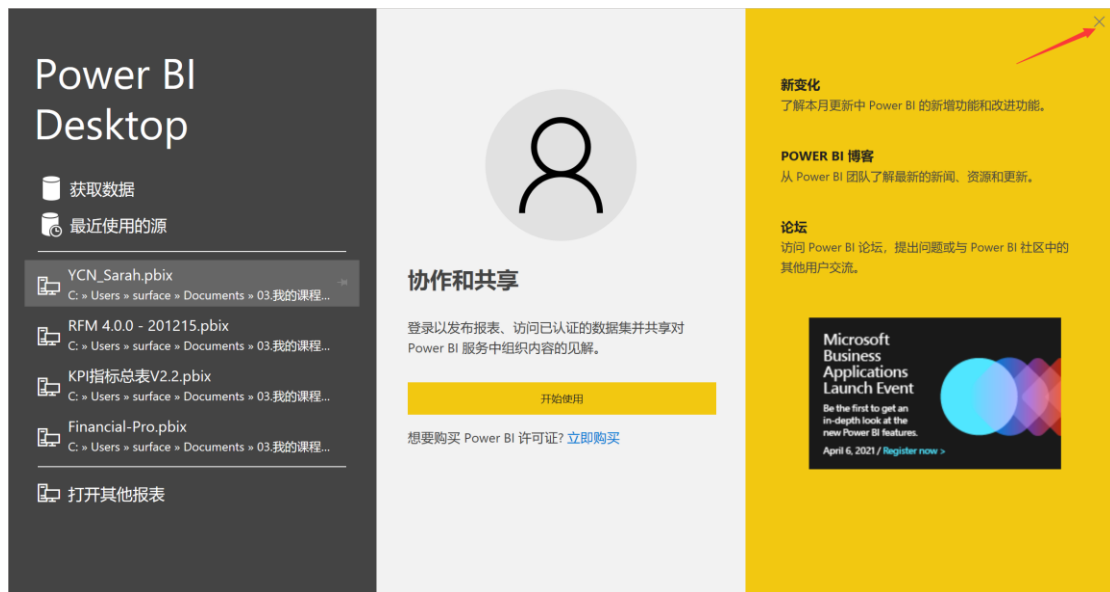 Power BI
Desktop
获取数据
最近使用的源
YCN_Sarah.pbix
C: » Users » surface » Documents » 03.我的课程...
RFM 4.0.0 - 201215.pbix
C: » Users » surface » Documents » 03.我的课程...
KPI指标总表V2.2.pbix
C: » Users » surface » Documents » 03.我的课程...
Financial-Pro.pbix
C: » Users » surface » Documents » 03.我的课程...
打开其他报表
协作和共享
登录以发布报表、访问已认证的数据集并共享对
Power BI 服务中组织内容的见解。
开始使用
想要购买 Power BI 许可证? 立即购买
新变化
了解本月更新中 Power BI 的新增功能和改进功能。
POWER BI 博客
从 Power BI 团队了解最新的新闻、资源和更新。
论坛
访问 Power BI 论坛，提出问题或与 Power BI 社区中的
其他用户交流。
Microsoft
Business
Applications
Launch Event
Be the first to get an
in-depth look at the
new Power BI features.
April 6, 2021 / Register now >